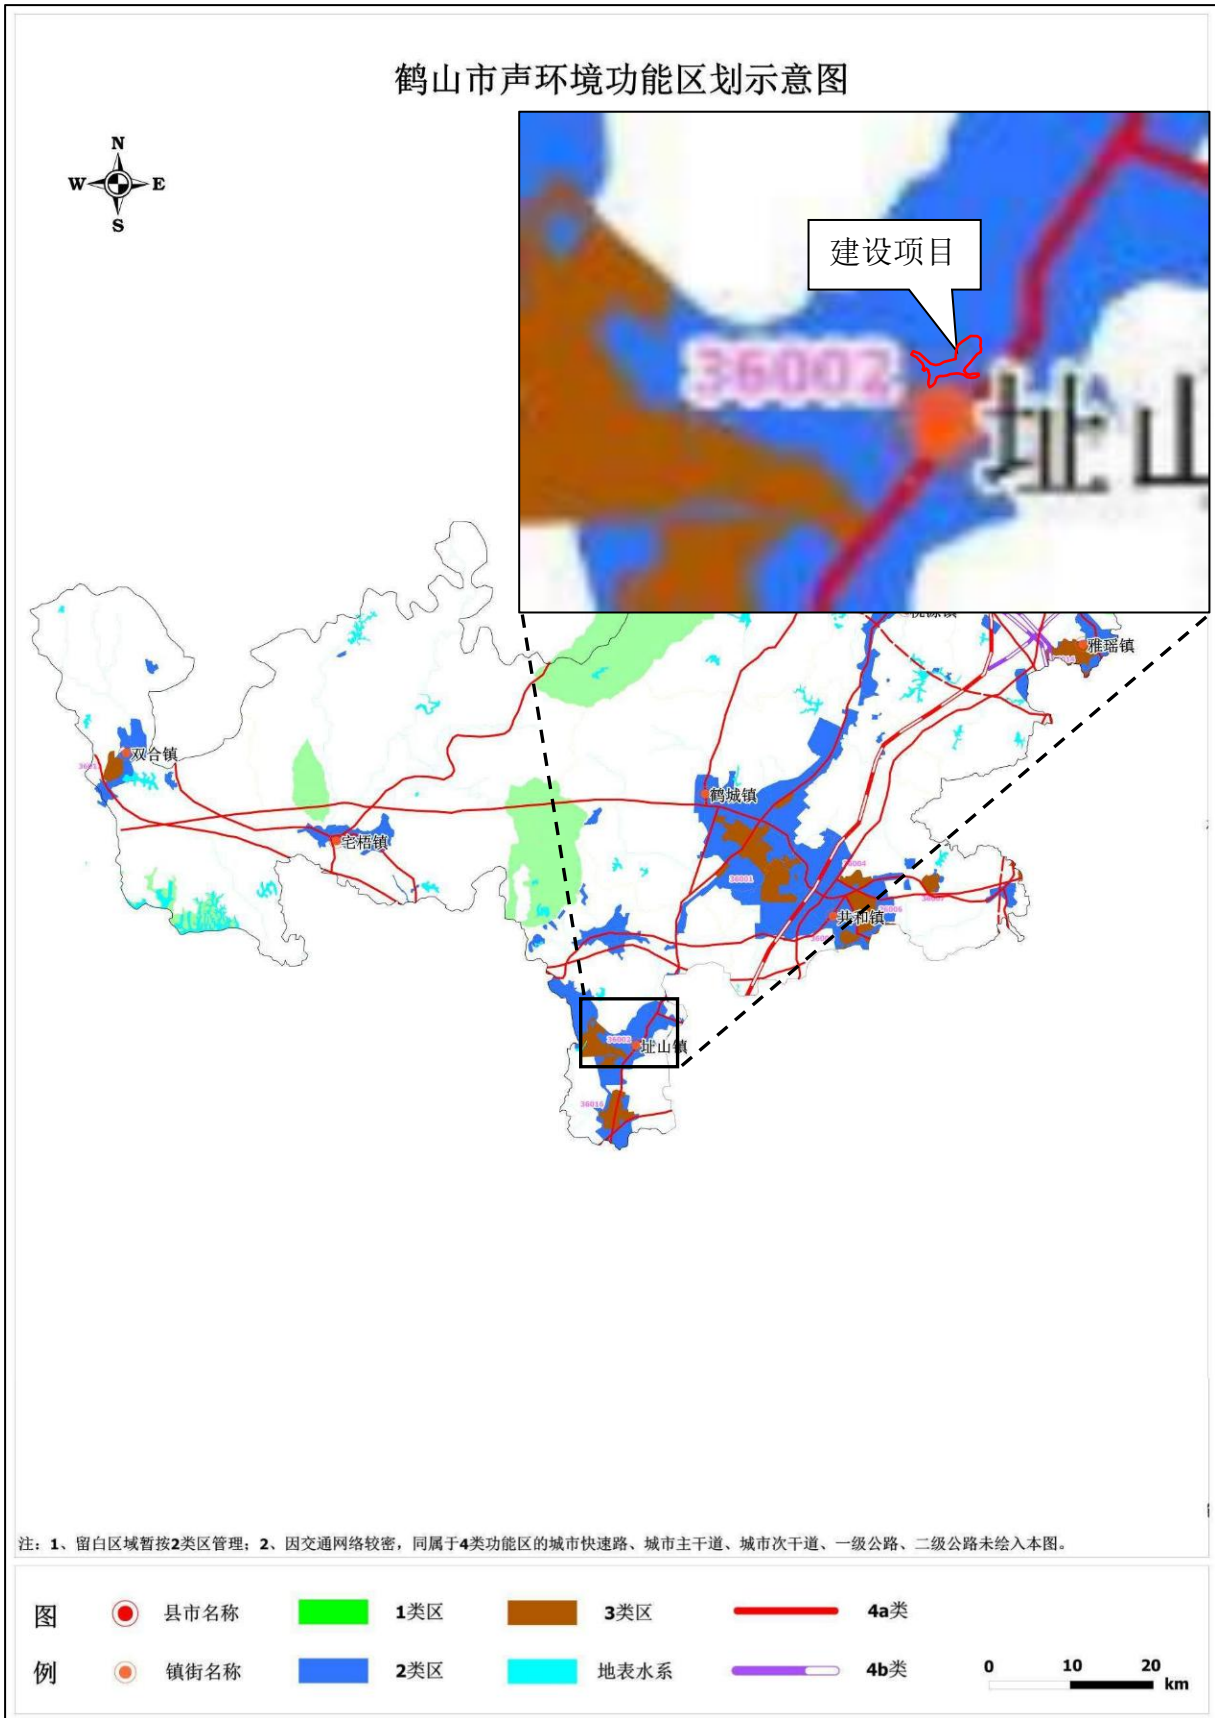 鹤山市声环境功能区划示意图
N
W E
S
建设项目
36002
址山
雅瑶镇
双合镇
鹤城镇
宅梧镇
36004
36001
36006
共和镇
36002
址山镇
36016
注：1、留白区域暂按2类区管理；2、因交通网络较密，同属于4类功能区的城市快速路、城市主干道、城市次干道、一级公路、二级公路未绘入本图。
图 县市名称 1类区 3类区 4a类
例 镇街名称 2类区 地表水系 4b类
0 10 20
km